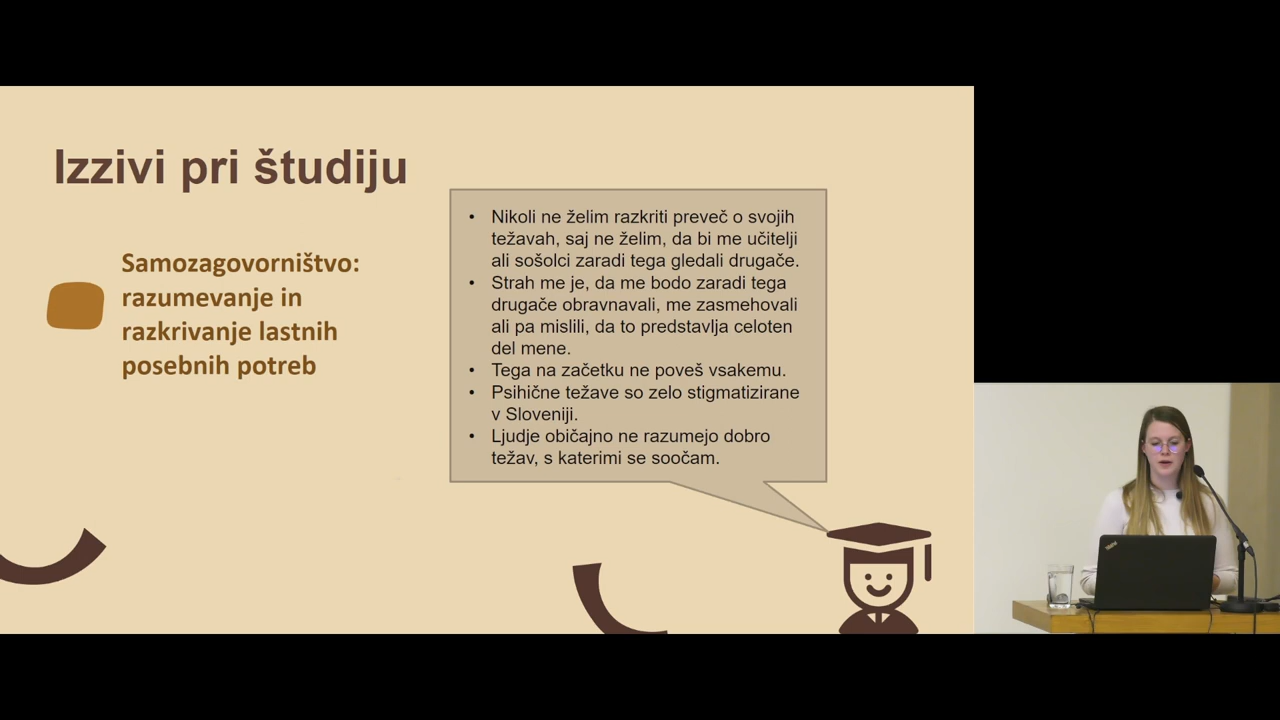 Izzivi pri študiju
Samozagovorništvo:
razumevanje in
razkrivanje lastnih
posebnih potreb
• Nikoli ne želim razkriti preveč o svojih
težavah, saj ne želim, da bi me učitelji
ali sošolci zaradi tega gledali drugače.
• Strah me je, da me bodo zaradi tega
drugače obravnavali, me zasmehovali
ali pa mislili, da to predstavlja celoten
del mene.
• Tega na začetku ne poveš vsakemu.
• Psihične težave so zelo stigmatizirane
v Sloveniji.
• Ljudje običajno ne razumejo dobro
težav, s katerimi se soočam.